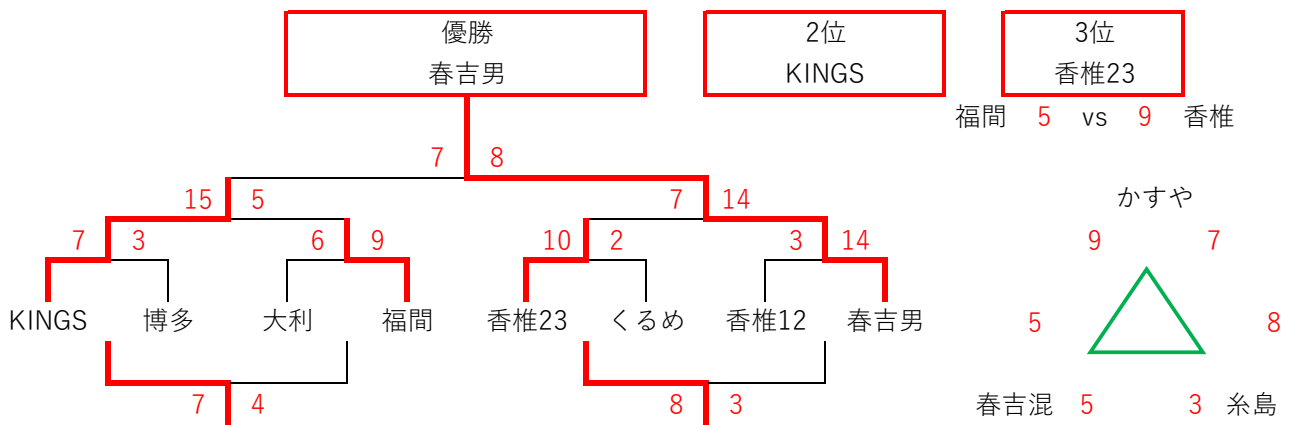 優勝 2位 3位
春吉男 KINGS 香椎23
福間 5 vs 9 香椎
7 8
15 5 7 14 かすや
7 3 6 9 10 2 3 14 9 7
KINGS 博多 大利 福間 香椎23 くるめ 香椎12 春吉男 5 8
7 4 8 3 春吉混 5 3 糸島